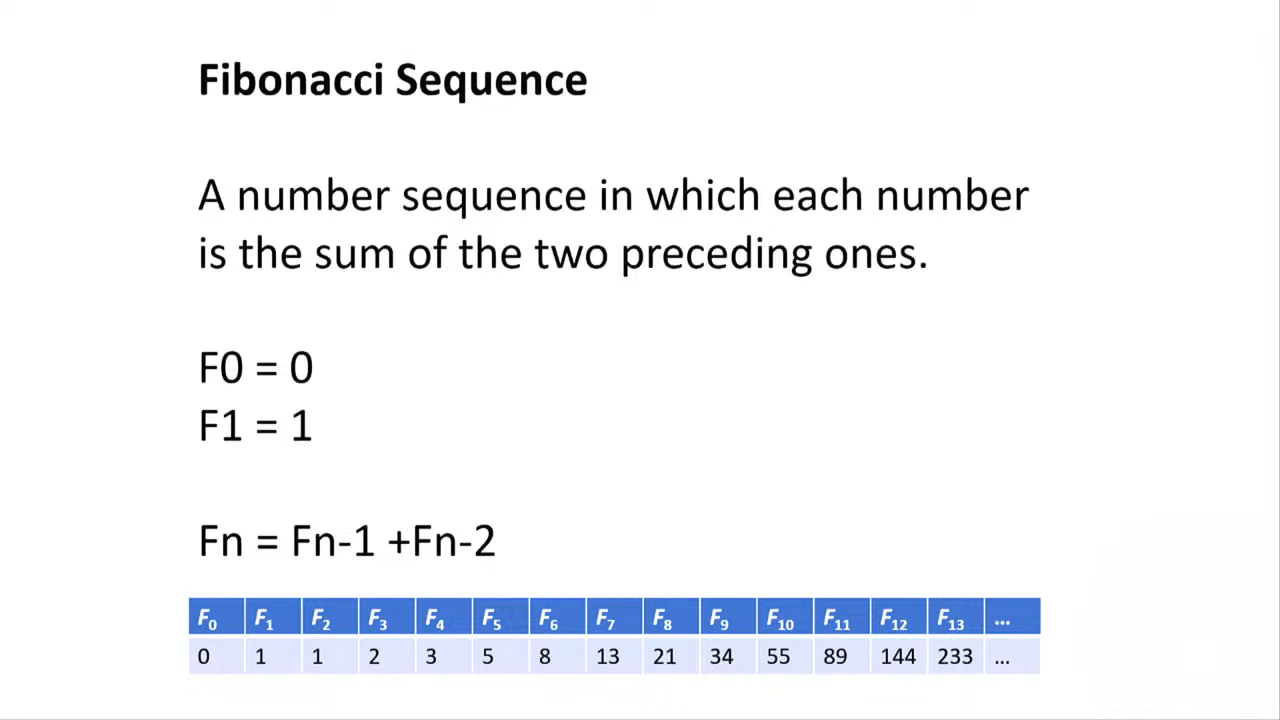 Fibonacci Sequence
A number sequence in which each number
is the sum of the two preceding ones.
F0 = 0
F1 = 1
Fn = Fn-1 +Fn-2
F0 F1 F2 F3 F4 F5 F6 F7 F8 F9 F10 F11 F12 F13 ...
0 1 1 2 3 5 8 13 21 34 55 89 144 233 ...